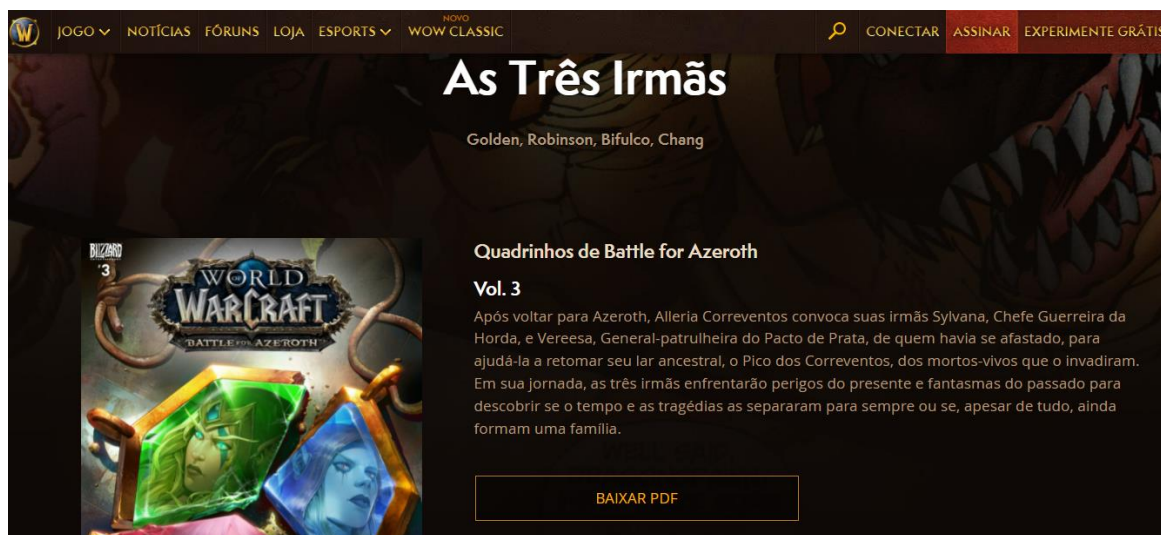 JOGO NOTÍCIAS FÓRUNS LOJA ESPORTS NOVO WOW CLASSIC CONECTAR ASSINAR EXPERIMENTE GRÁTIS
As Três Irmãs
Golden, Robinson, Bifulco, Chang
BLIZZARD
#3
WORLD OF WARCRAFT
BATTLE FOR AZEROTH
Quadrinhos de Battle for Azeroth
Vol. 3
Após voltar para Azeroth, Alleria Correventos convoca suas irmãs Sylvana, Chefe Guerreira da
Horda, e Vereesa, General-patrulheira do Pacto de Prata, de quem havia se afastado, para
ajudá-la a retomar seu lar ancestral, o Pico dos Correventos, dos mortos-vivos que o invadiram.
Em sua jornada, as três irmãs enfrentarão perigos do presente e fantasmas do passado para
descobrir se o tempo e as tragédias as separaram para sempre ou se, apesar de tudo, ainda
formam uma família.
BAIXAR PDF